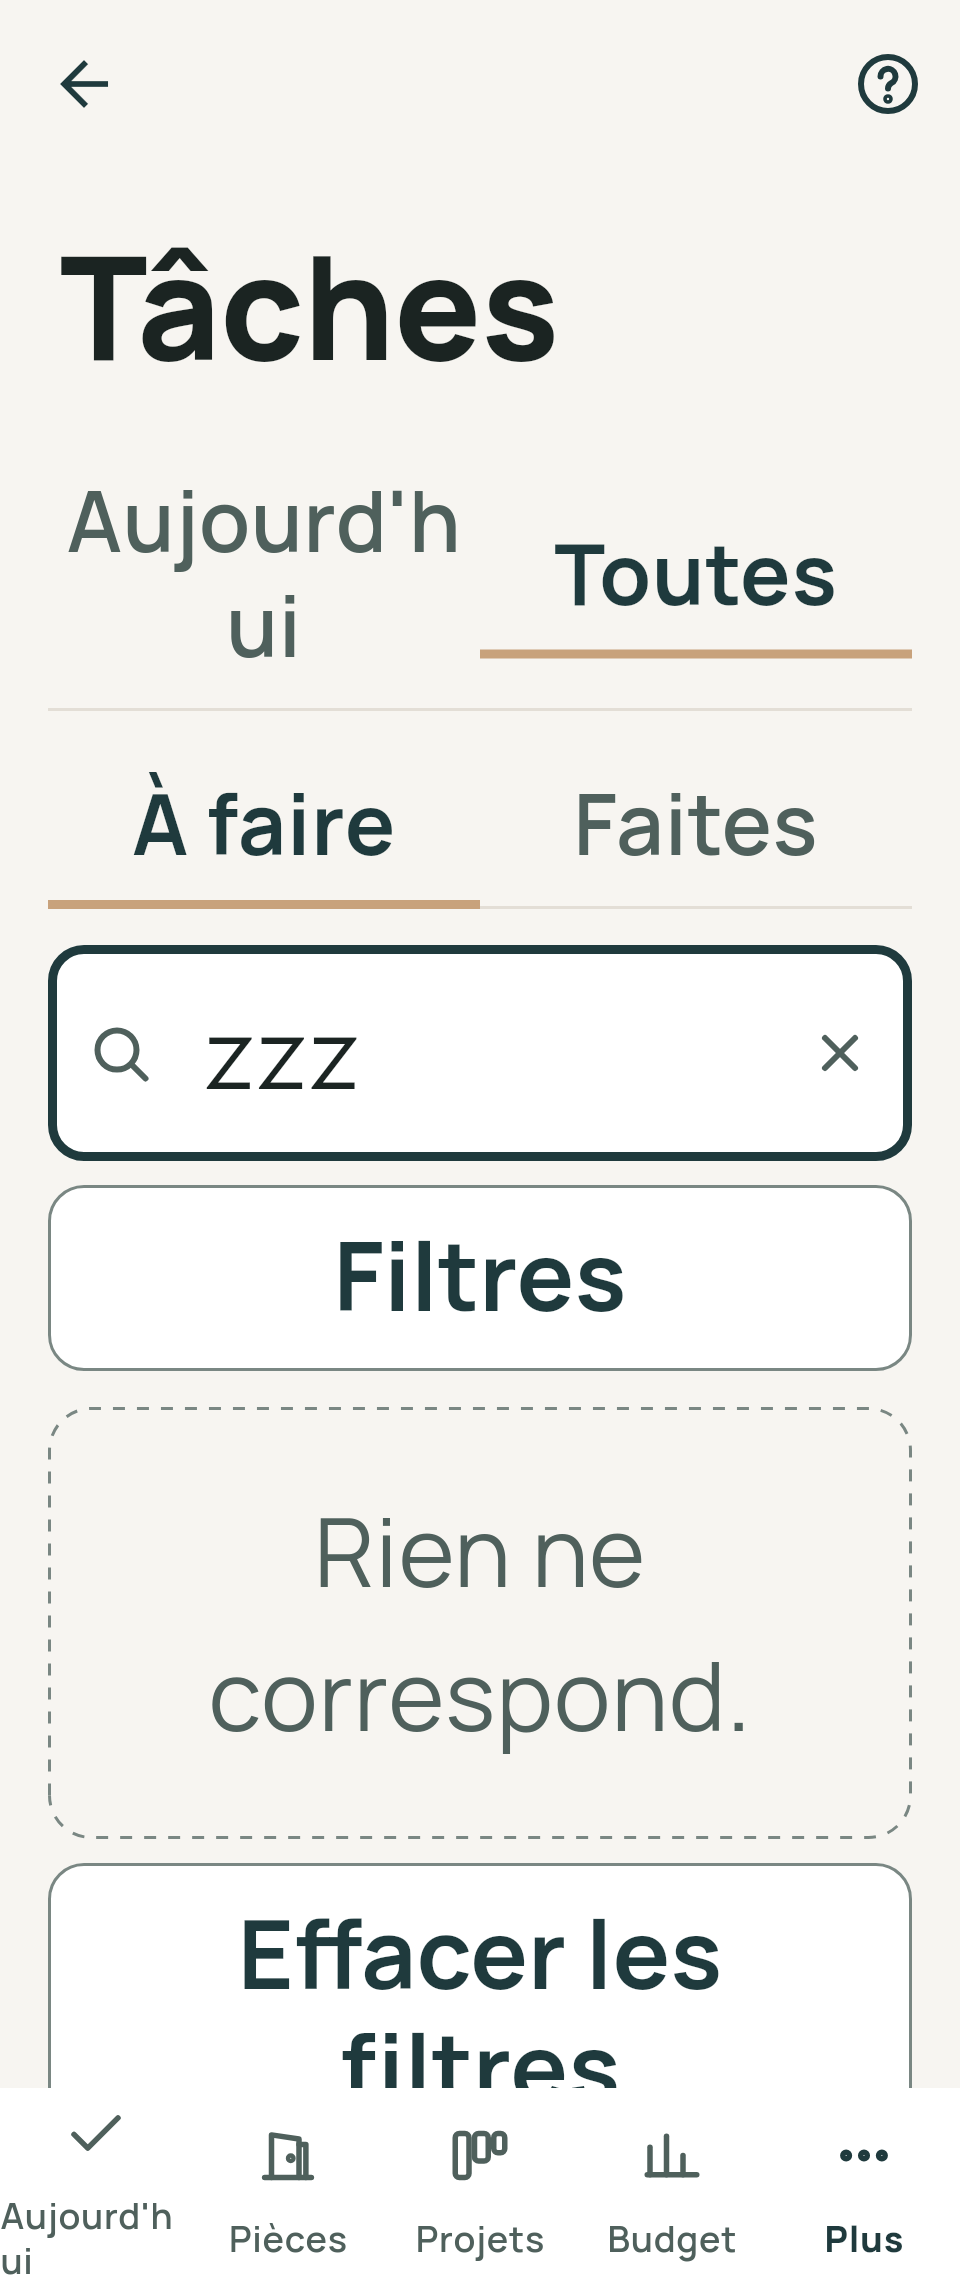 Tâches
Aujourd'h
ui
Toutes
À faire
Faites
zzz
Filtres
Rien ne
correspond.
Effacer les
filtres
Aujourd'h
ui
Pièces
Projets
Budget
Plus